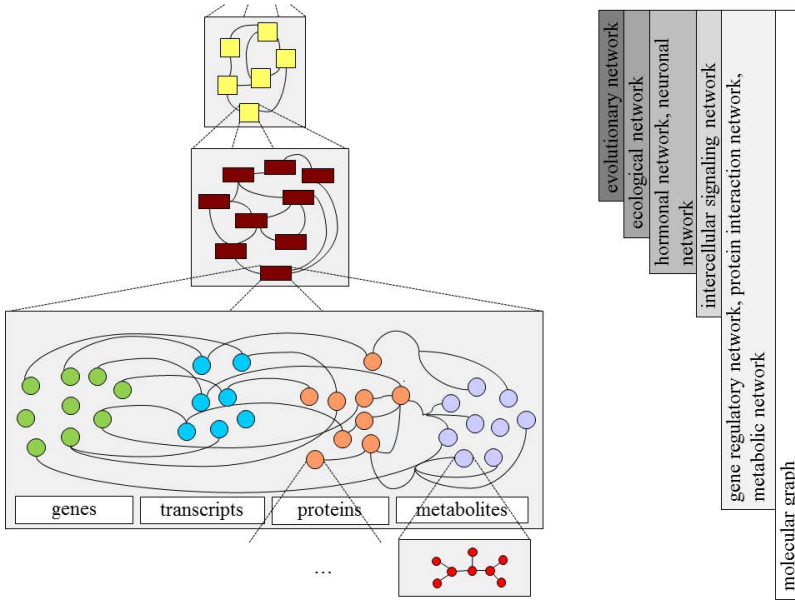 genes
transcripts
proteins
metabolites
...
evolutionary network
ecological network
hormonal network, neuronal
network
intercellular signaling network
gene regulatory network, protein interaction network,
metabolic network
molecular graph